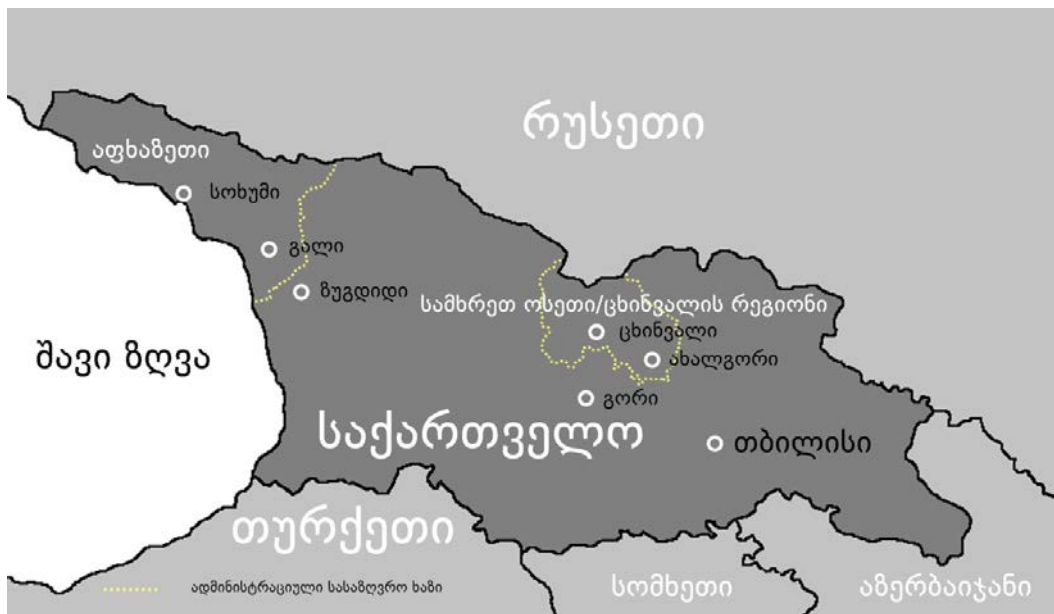 რუსეთი
აფხაზეთი
სოხუმი
გალი
ზუგდიდი
სამხრეთ ოსეთი/ცხინვალის რეგიონი
ცხინვალი
შავი ზღვა
ახალგორი
გორი
საქართველო
თბილისი
თურქეთი
ადმინისტრაციული სასაზღვრო ხაზი
სომხეთი
აზერბაიჯანი